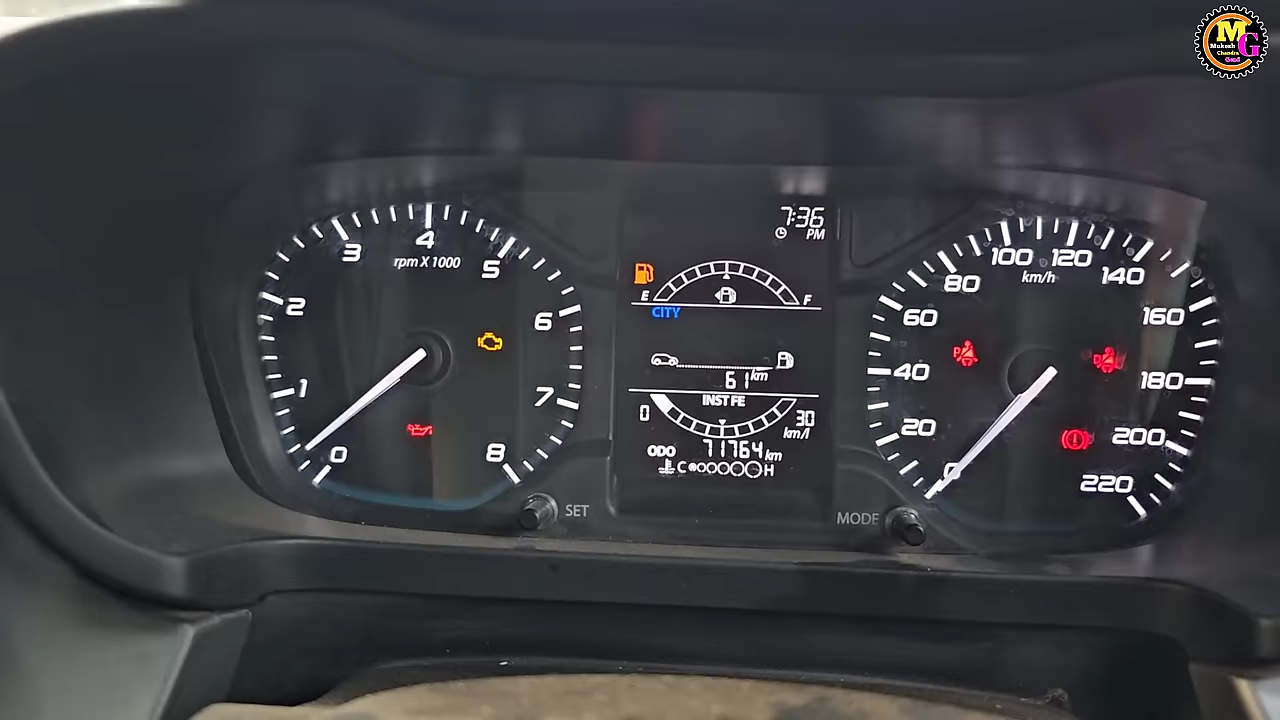 M
G
Mukesh
Chandra
Gond
7:36
PM
0
1
2
3
4
5
6
7
8
rpm X 1000
E
F
CITY
61 km
INST FE
0
30
km/l
ODO 71764 km
C
H
SET
MODE
0
20
40
60
80
100
120
140
160
180
200
220
km/h